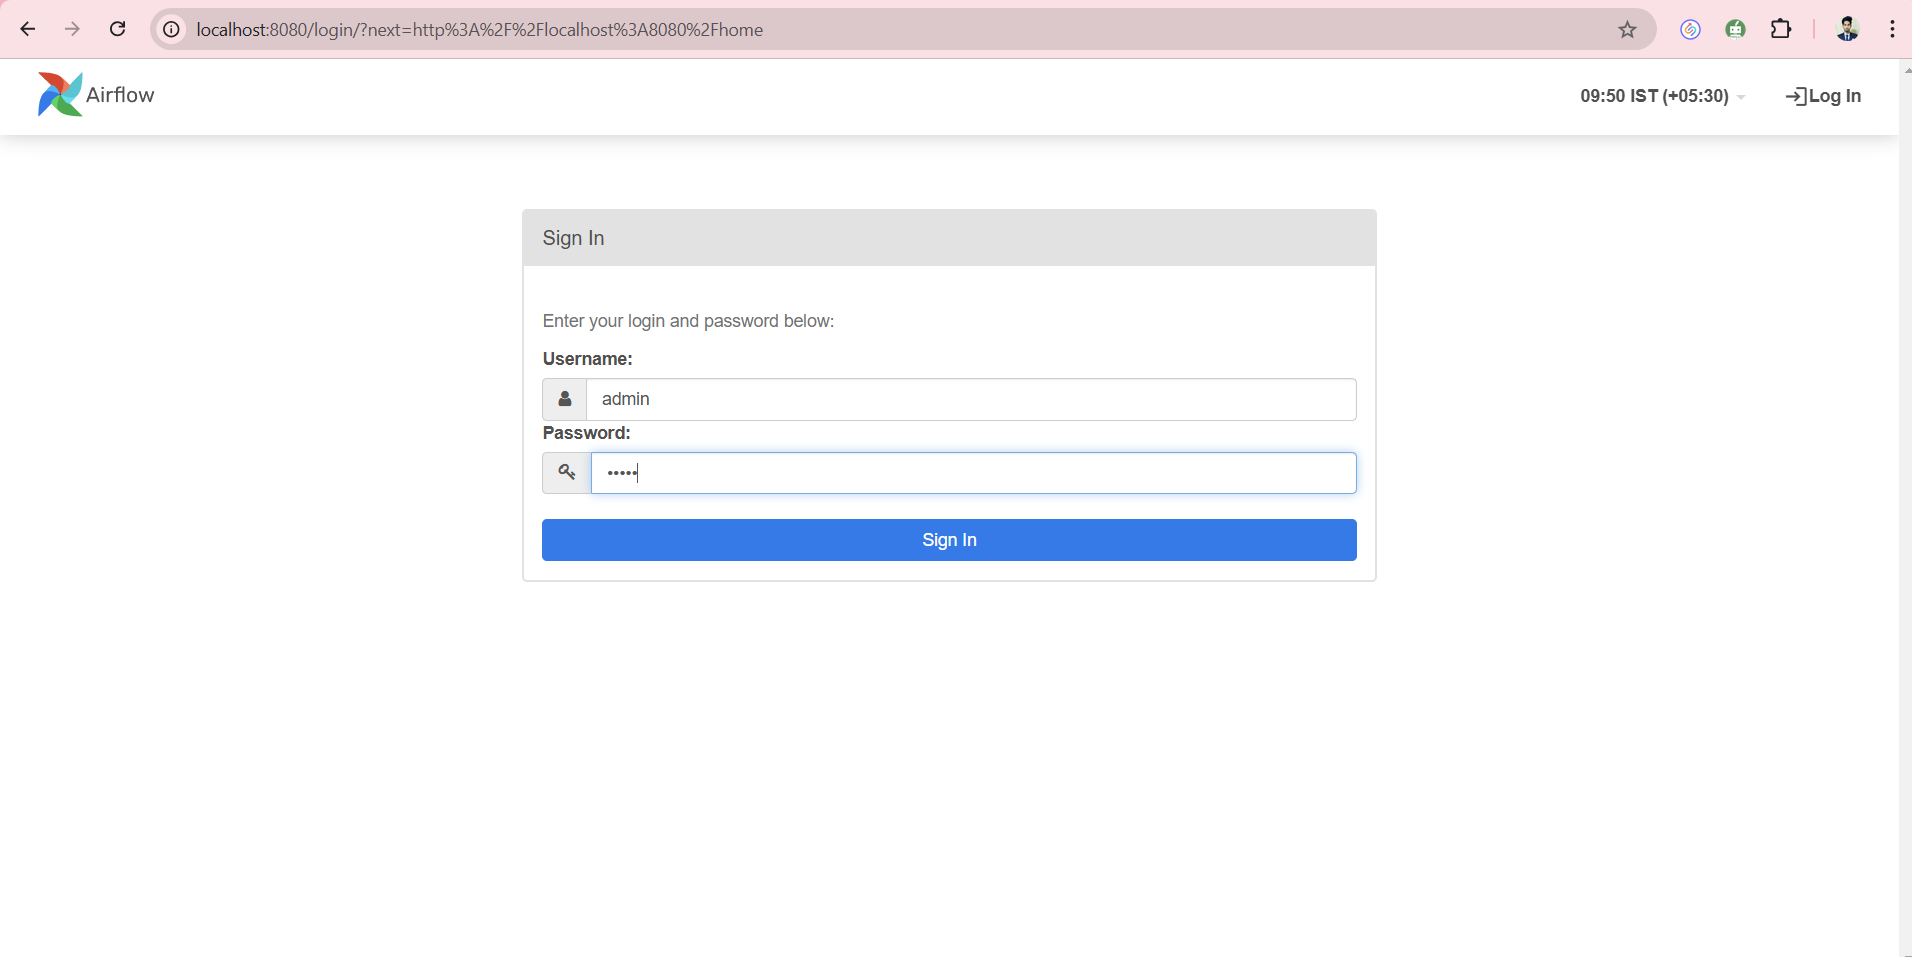 localhost:8080/login/?next=http%3A%2F%2Flocalhost%3A8080%2Fhome
Airflow
09:50 IST (+05:30)
Log In
Sign In
Enter your login and password below:
Username:
admin
Password:
•••••
Sign In